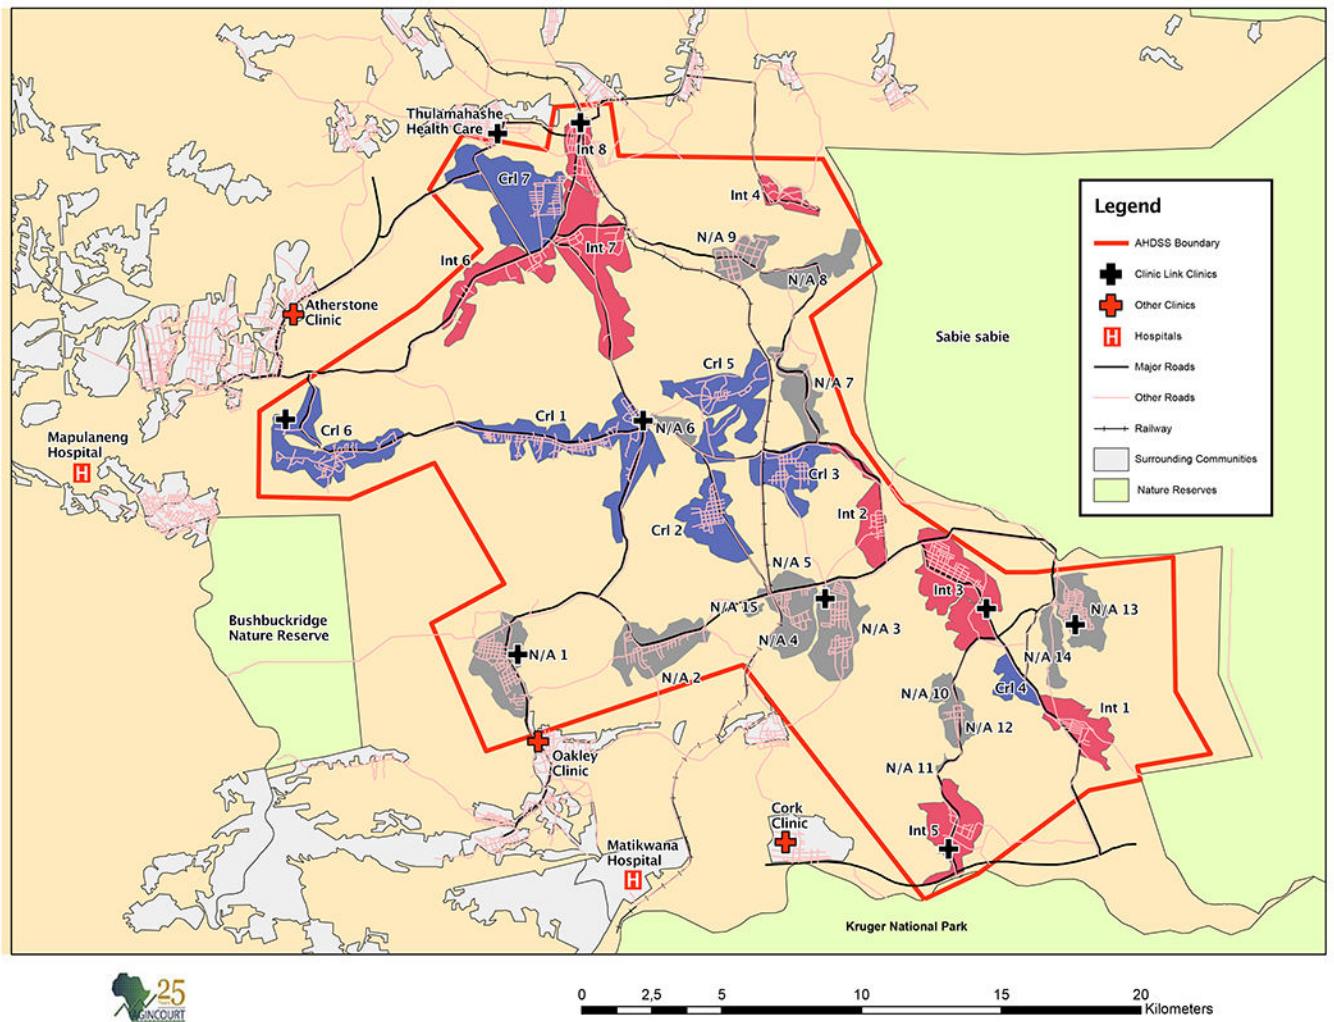 Thulamahashe
Health Care
Int 8
Crl 7
Int 4
N/A 9
Int 7
Int 6
N/A 8
Atherstone
Clinic
Crl 5
N/A 7
Crl 1
N/A 6
Crl 6
Mapulaneng
Hospital
Crl 3
Int 2
Crl 2
N/A 5
Int 3
N/A 15
N/A 13
Bushbuckridge
Nature Reserve
N/A 4
N/A 3
N/A 1
N/A 14
N/A 2
Crl 4
N/A 10
Int 1
N/A 12
Oakley
Clinic
N/A 11
Cork
Clinic
Int 5
Matikwana
Hospital
Kruger National Park
Sabie sabie
Legend
AHDSS Boundary
Clinic Link Clinics
Other Clinics
H Hospitals
Major Roads
Other Roads
Railway
Surrounding Communities
Nature Reserves
H
H
25
AGINCOURT
0 2,5 5 10 15 20
Kilometers